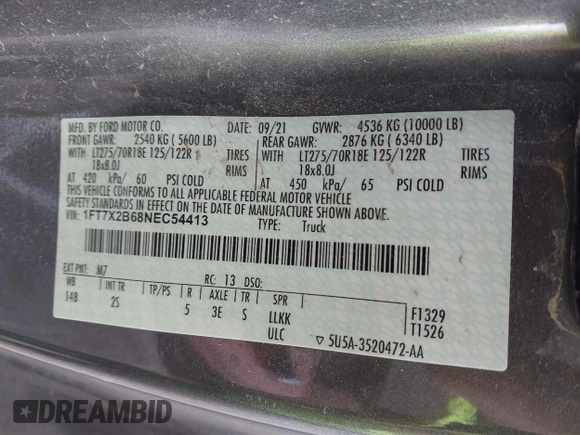 MFD. BY FORD MOTOR CO.
DATE: 09/21 GVWR: 4536 KG (10000 LB)
FRONT GAWR: 2540 KG (5600 LB) REAR GAWR: 2876 KG (6340 LB)
WITH LT275/70R18E 125/122R TIRES WITH LT275/70R18E 125/122R TIRES
18x8.0J RIMS 18x8.0J RIMS
AT 420 kPa/ 60 PSI COLD AT 450 kPa/ 65 PSI COLD
THIS VEHICLE CONFORMS TO ALL APPLICABLE FEDERAL MOTOR VEHICLE
SAFETY STANDARDS IN EFFECT ON THE DATE OF MANUFACTURE SHOWN ABOVE.
VIN: 1FT7X2B68NEC54413
TYPE: Truck
EXT PNT: M7 RC: 13 DSO:
WB INT TR TP/PS R AXLE TR SPR
148 25 5 3E S LLKK
ULC
F1329
T1526
▽ 5U5A-3520472-AA
DREAMBID